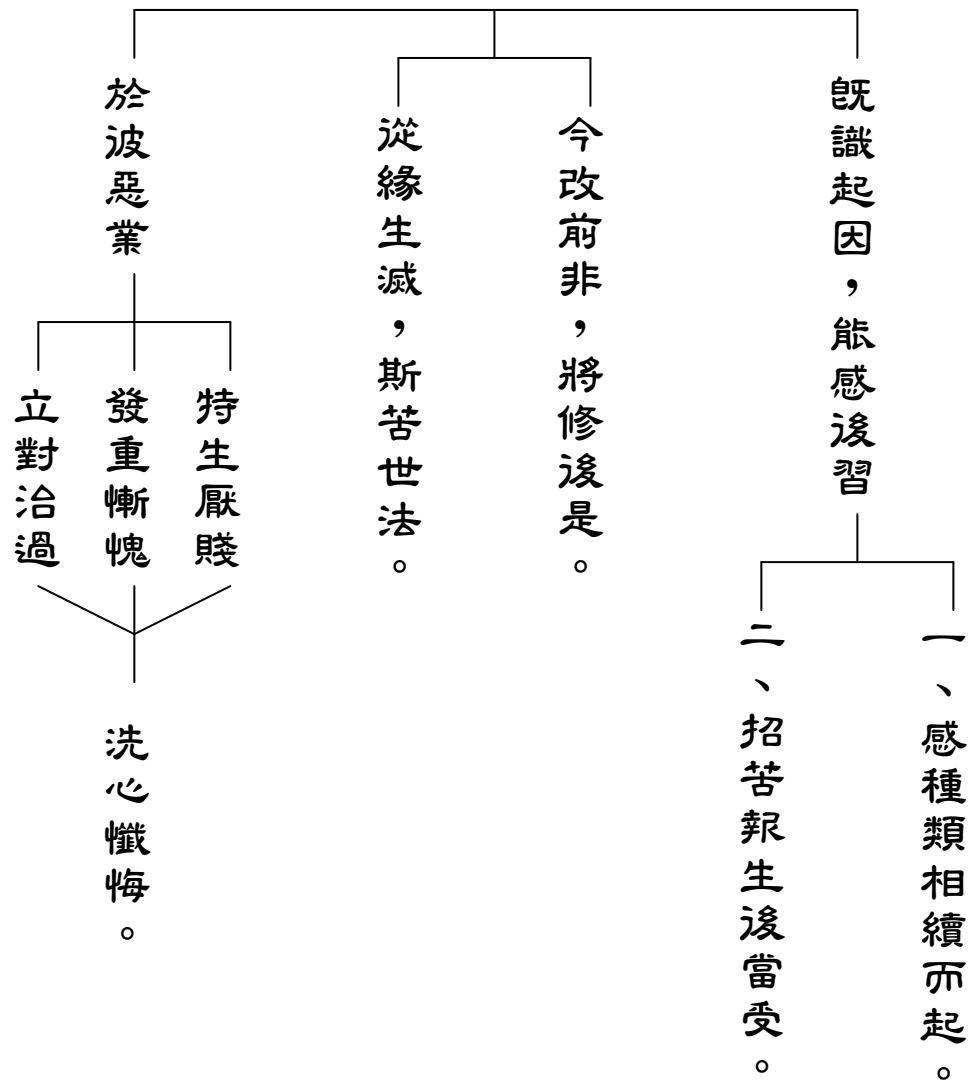 既識起因，能感後習
一、感種類相續而起。
二、招苦報生後當受。
今改前非，將修後是。
從緣生滅，斯苦世法。
於波惡業
特生厭賤
發重慚愧
立對治過
洗心懺悔。